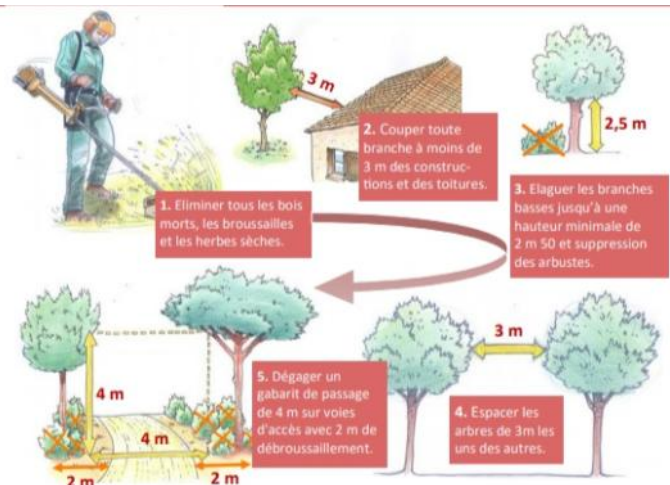 3 m
2. Couper toute
branche à moins de
3 m des construc-
tions et des toitures.
2,5 m
1. Eliminer tous les bois
morts, les broussailles
et les herbes sèches.
3. Elaguer les branches
basses jusqu'à une
hauteur minimale de
2 m 50 et suppression
des arbustes.
4 m
4 m
2 m
2 m
5. Dégager un
gabarit de passage
de 4 m sur voies
d'accès avec 2 m de
débroussaillement.
3 m
4. Espacer les
arbres de 3m les
uns des autres.